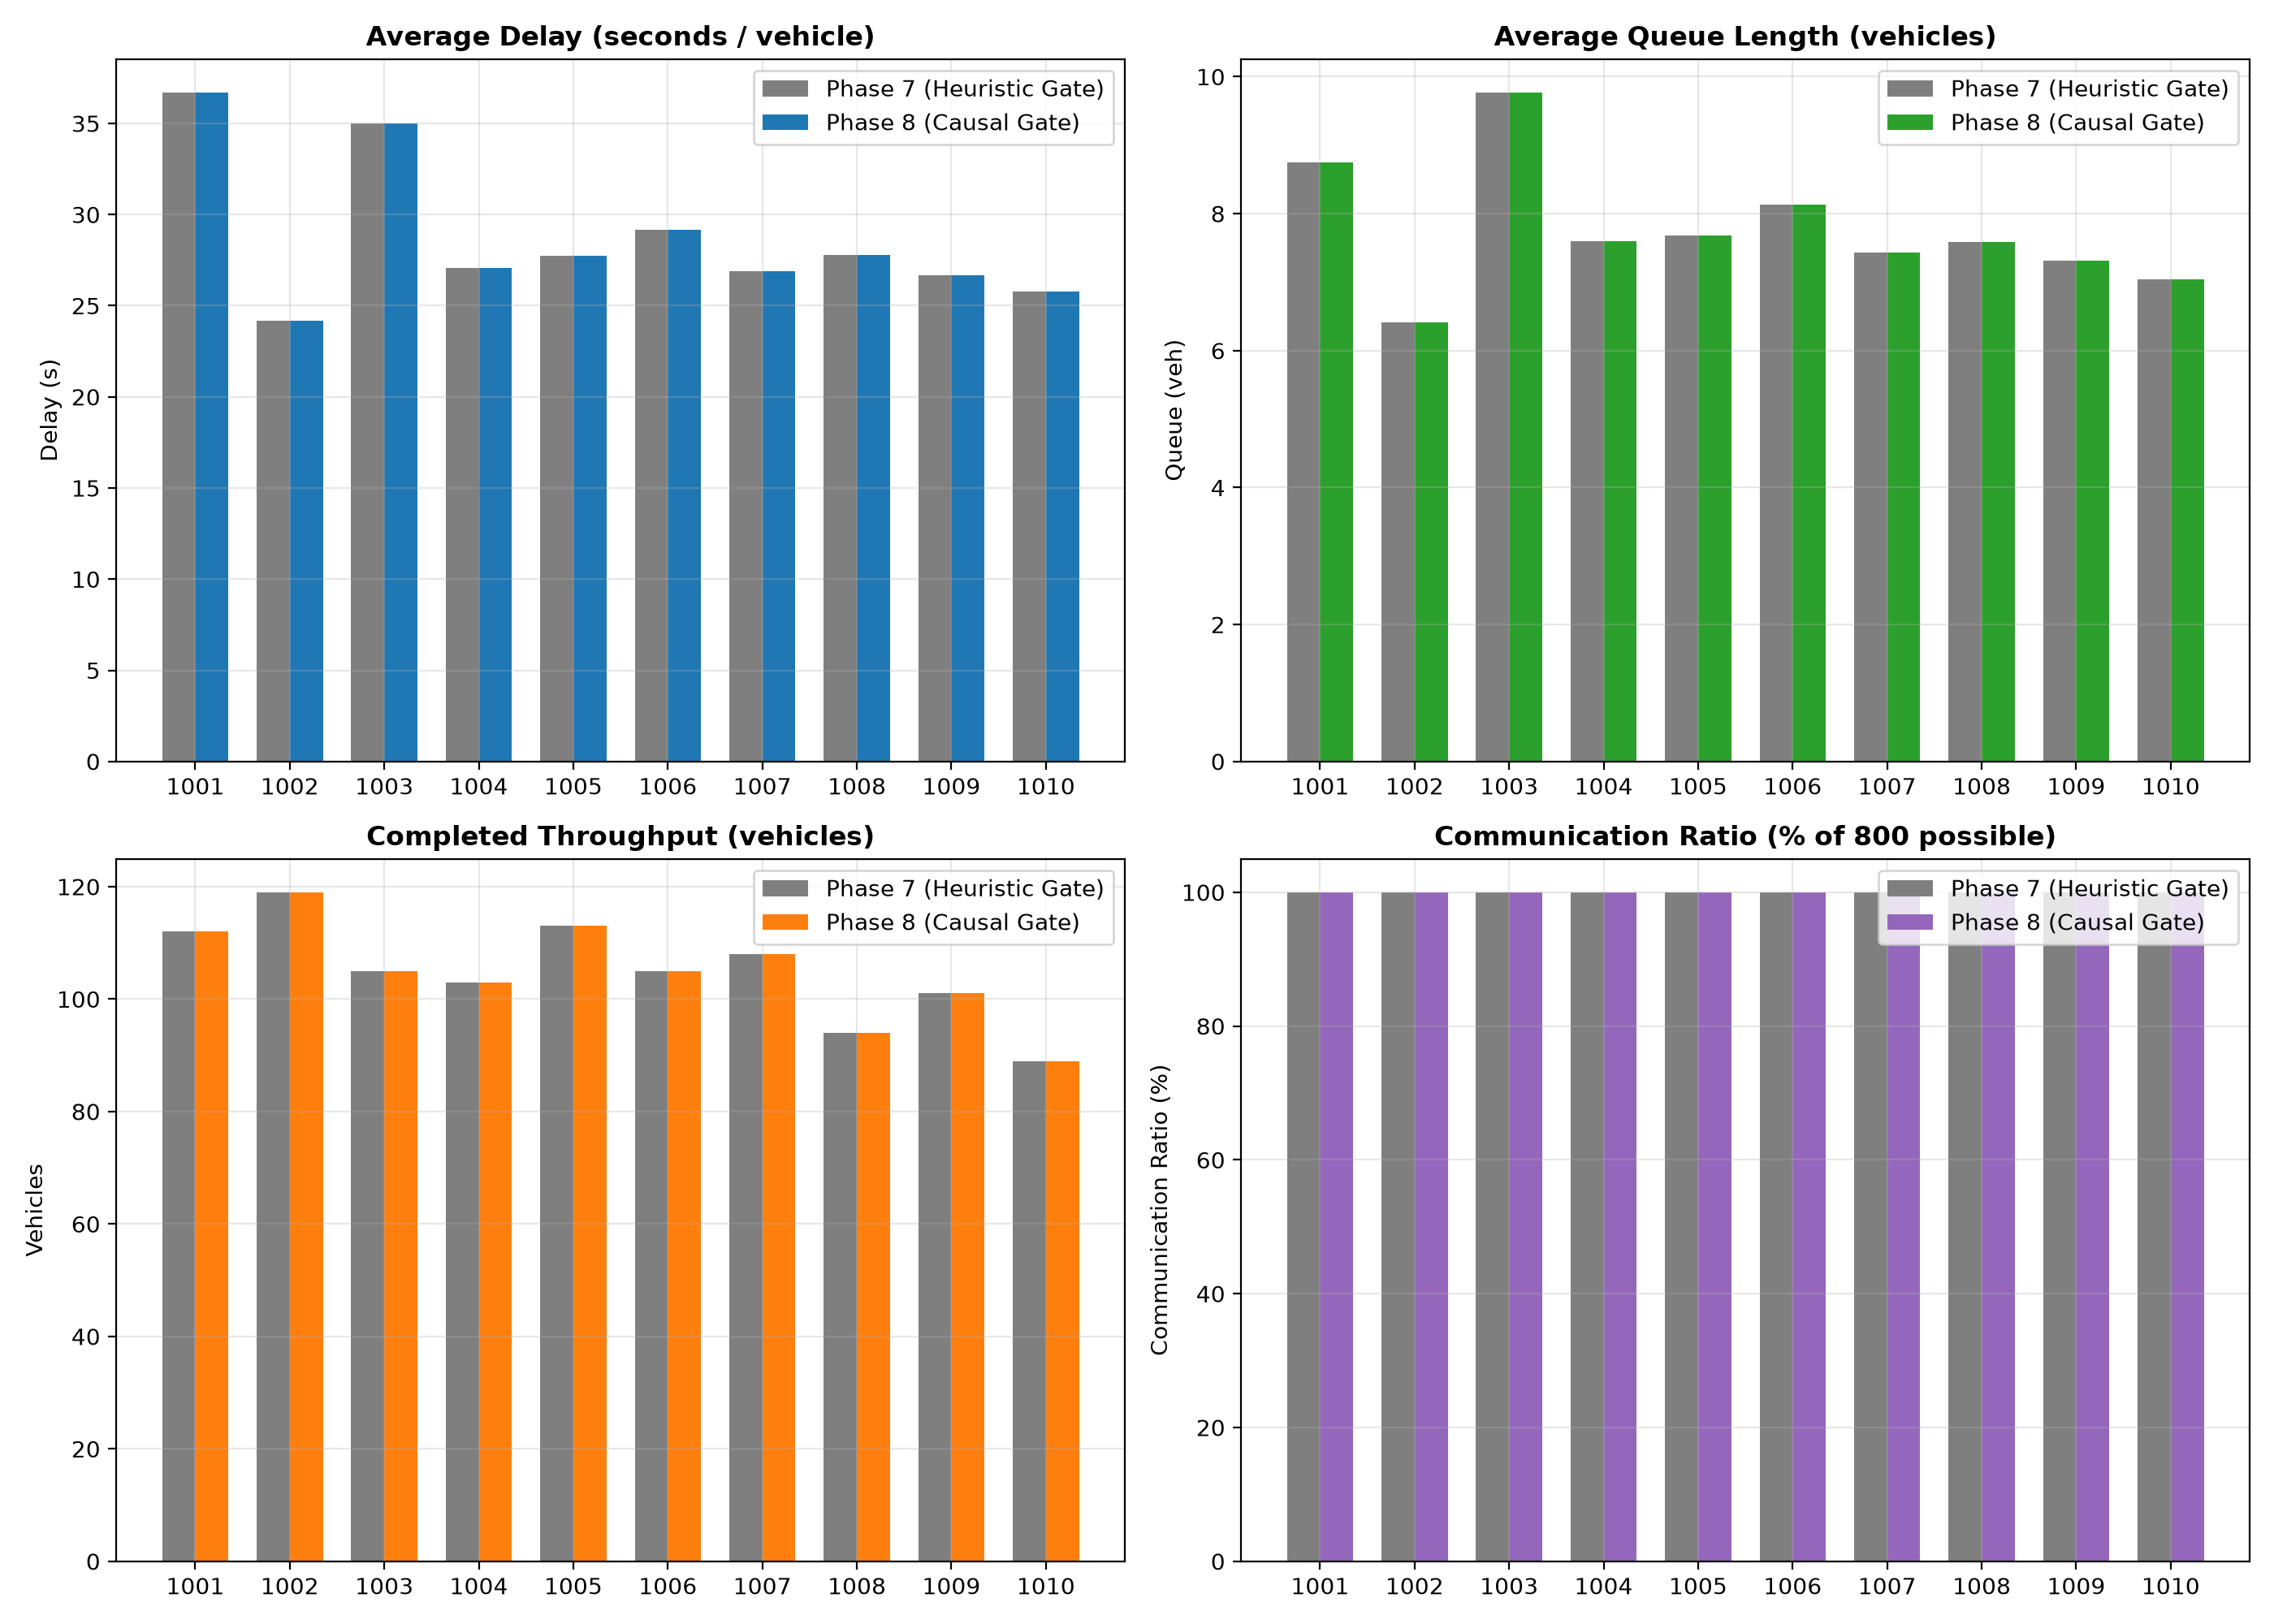 Average Delay (seconds / vehicle)
Delay (s)
35
30
25
20
15
10
5
0
Phase 7 (Heuristic Gate)
Phase 8 (Causal Gate)
1001 1002 1003 1004 1005 1006 1007 1008 1009 1010
Average Queue Length (vehicles)
Queue (veh)
10
8
6
4
2
0
Phase 7 (Heuristic Gate)
Phase 8 (Causal Gate)
1001 1002 1003 1004 1005 1006 1007 1008 1009 1010
Completed Throughput (vehicles)
Vehicles
120
100
80
60
40
20
0
Phase 7 (Heuristic Gate)
Phase 8 (Causal Gate)
1001 1002 1003 1004 1005 1006 1007 1008 1009 1010
Communication Ratio (% of 800 possible)
Communication Ratio (%)
100
80
60
40
20
0
Phase 7 (Heuristic Gate)
Phase 8 (Causal Gate)
1001 1002 1003 1004 1005 1006 1007 1008 1009 1010